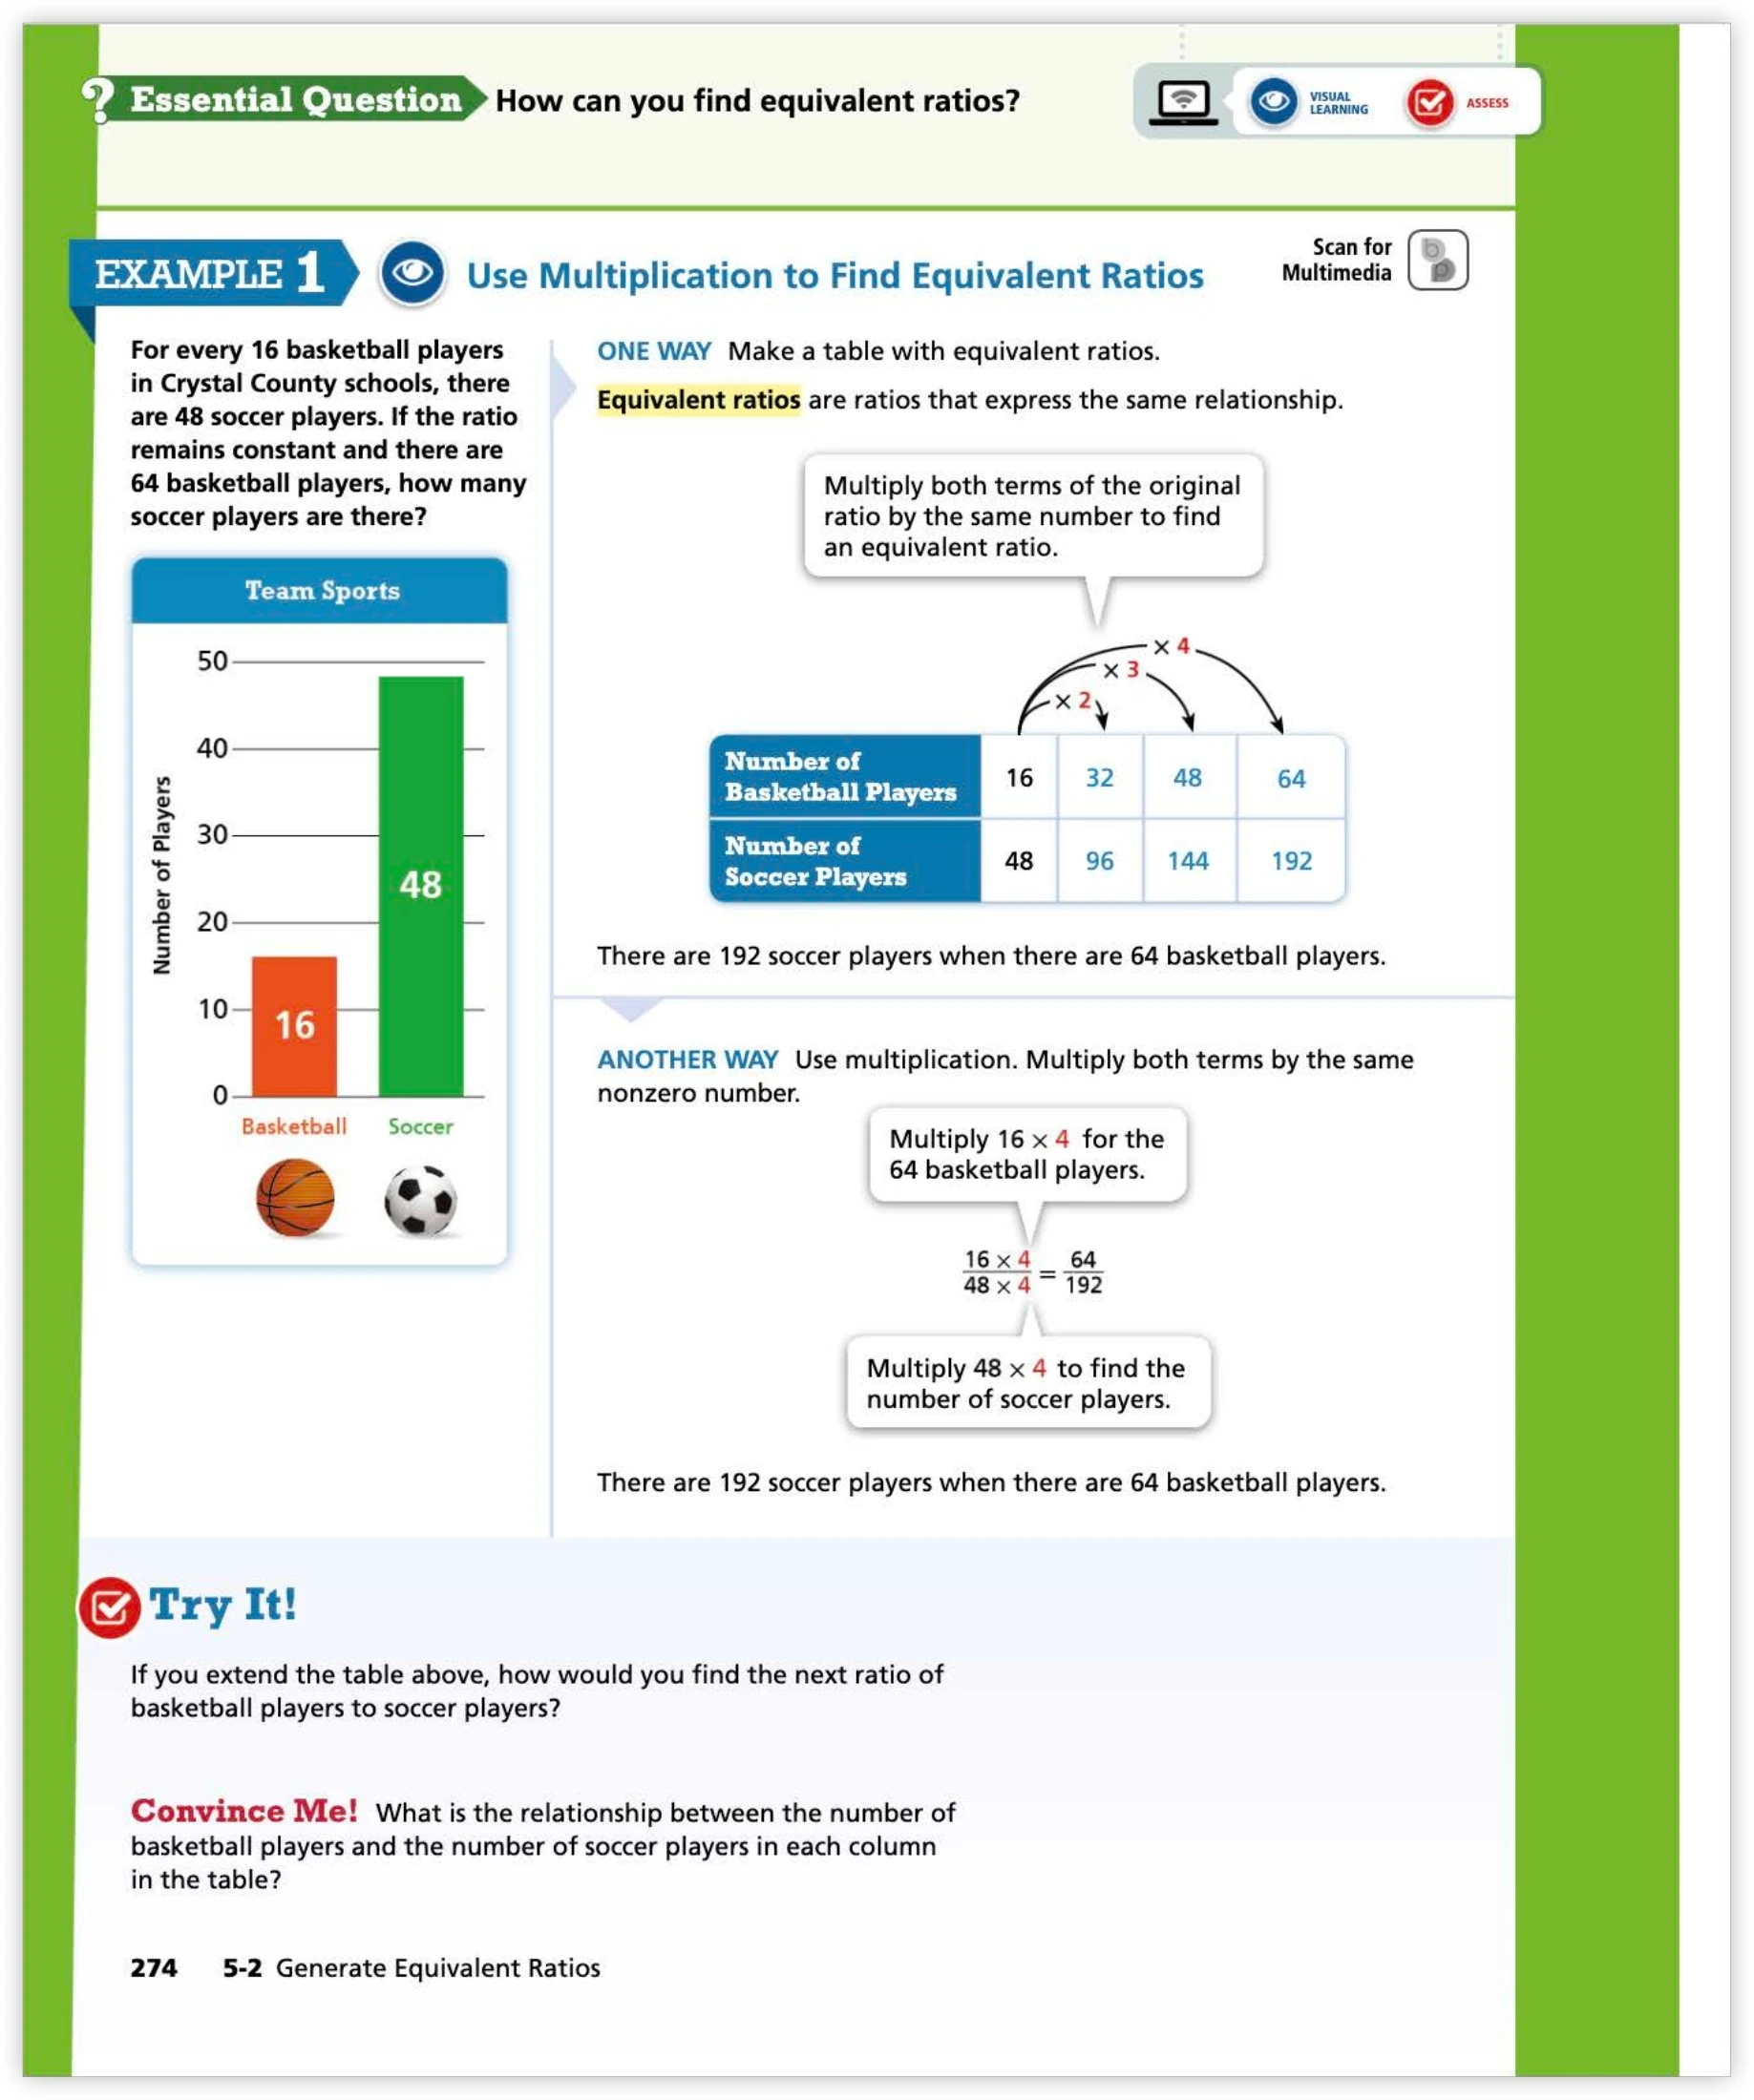 ? Essential Question How can you find equivalent ratios?
VISUAL
LEARNING
ASSESS
EXAMPLE 1 Use Multiplication to Find Equivalent Ratios
Scan for
Multimedia
For every 16 basketball players
in Crystal County schools, there
are 48 soccer players. If the ratio
remains constant and there are
64 basketball players, how many
soccer players are there?
Team Sports
Number of Players
50
40
30
20
10
0
48
16
Basketball Soccer
ONE WAY Make a table with equivalent ratios.
Equivalent ratios are ratios that express the same relationship.
Multiply both terms of the original
ratio by the same number to find
an equivalent ratio.
× 4
× 3
× 2
Number of
Basketball Players 16 32 48 64
Number of
Soccer Players 48 96 144 192
There are 192 soccer players when there are 64 basketball players.
ANOTHER WAY Use multiplication. Multiply both terms by the same
nonzero number.
Multiply 16 × 4 for the
64 basketball players.
16 × 4 = 64
48 × 4 192
Multiply 48 × 4 to find the
number of soccer players.
There are 192 soccer players when there are 64 basketball players.
Try It!
If you extend the table above, how would you find the next ratio of
basketball players to soccer players?
Convince Me! What is the relationship between the number of
basketball players and the number of soccer players in each column
in the table?
274 5-2 Generate Equivalent Ratios